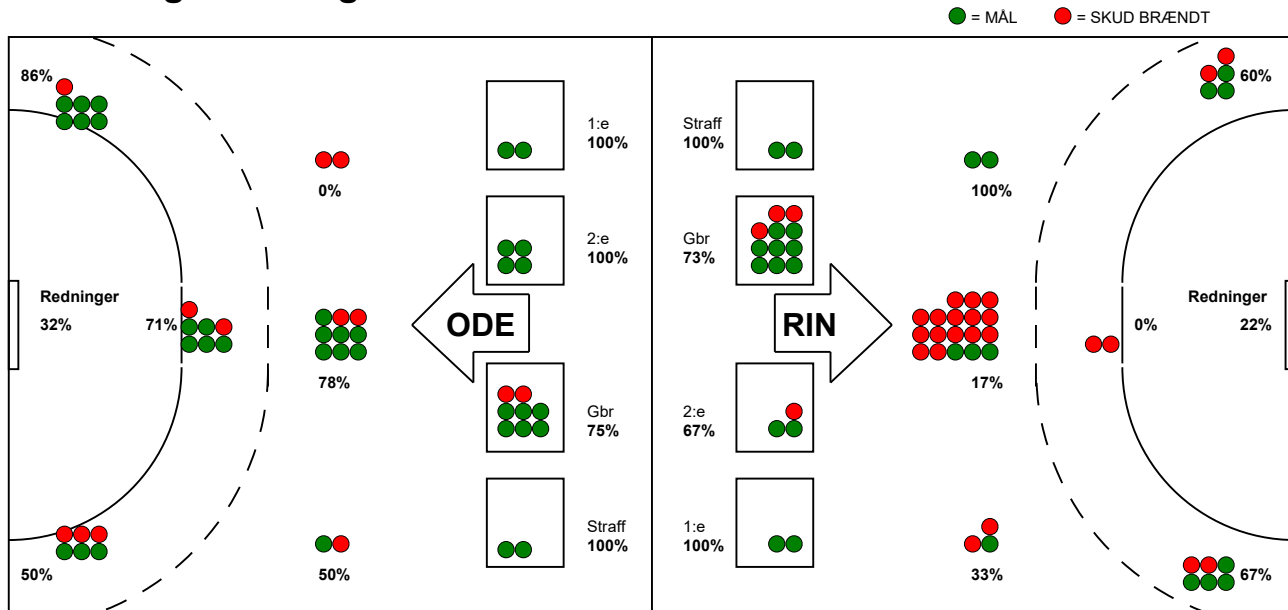 = MÅL = SKUD BRÆNDT
86%
60%
1:e
100%
Straff
100%
0%
100%
2:e
100%
Gbr
73%
Redninger
32%
71%
ODE
RIN
0%
Redninger
22%
78%
17%
Gbr
75%
2:e
67%
Straff
100%
1:e
100%
50%
50%
33%
67%